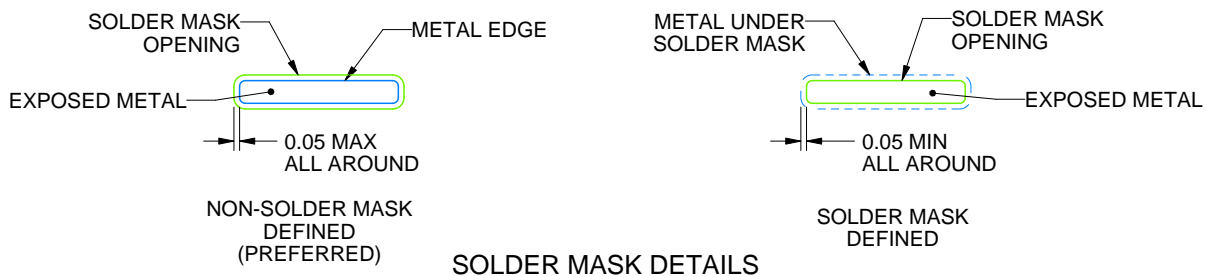 SOLDER MASK
OPENING
METAL EDGE
EXPOSED METAL
0.05 MAX
ALL AROUND
NON-SOLDER MASK
DEFINED
(PREFERRED)
METAL UNDER
SOLDER MASK
SOLDER MASK
OPENING
EXPOSED METAL
0.05 MIN
ALL AROUND
SOLDER MASK
DEFINED
SOLDER MASK DETAILS